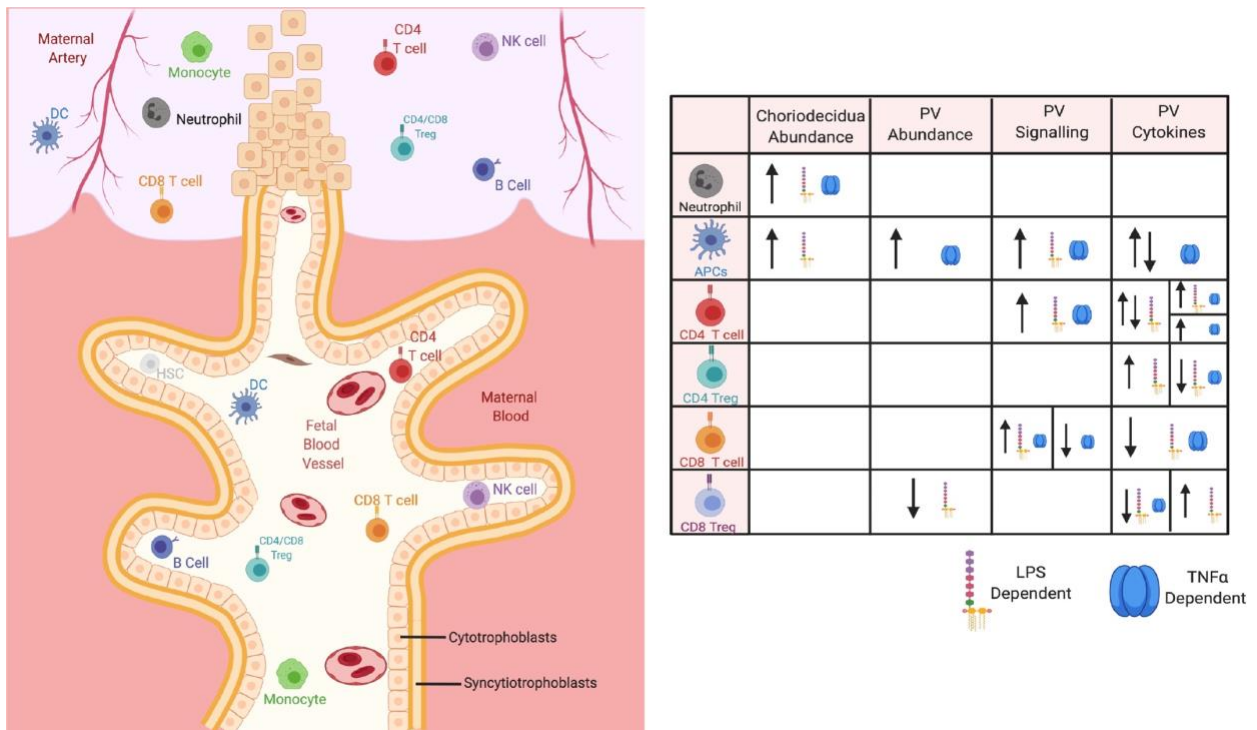 Maternal
Artery
Monocyte
CD4
T cell
NK cell
DC
Neutrophil
CD4/CD8
Treg
B Cell
CD8 T cell
HSC
DC
CD4
T cell
Fetal
Blood
Vessel
Maternal
Blood
NK cell
CD8 T cell
B Cell
CD4/CD8
Treg
Cytotrophoblasts
Syncytiotrophoblasts
Monocyte
Choriodecidua
Abundance
PV
Abundance
PV
Signalling
PV
Cytokines
Neutrophil
APCs
CD4 T cell
CD4 Treg
CD8 T cell
CD8 Treg
LPS
Dependent
TNFα
Dependent